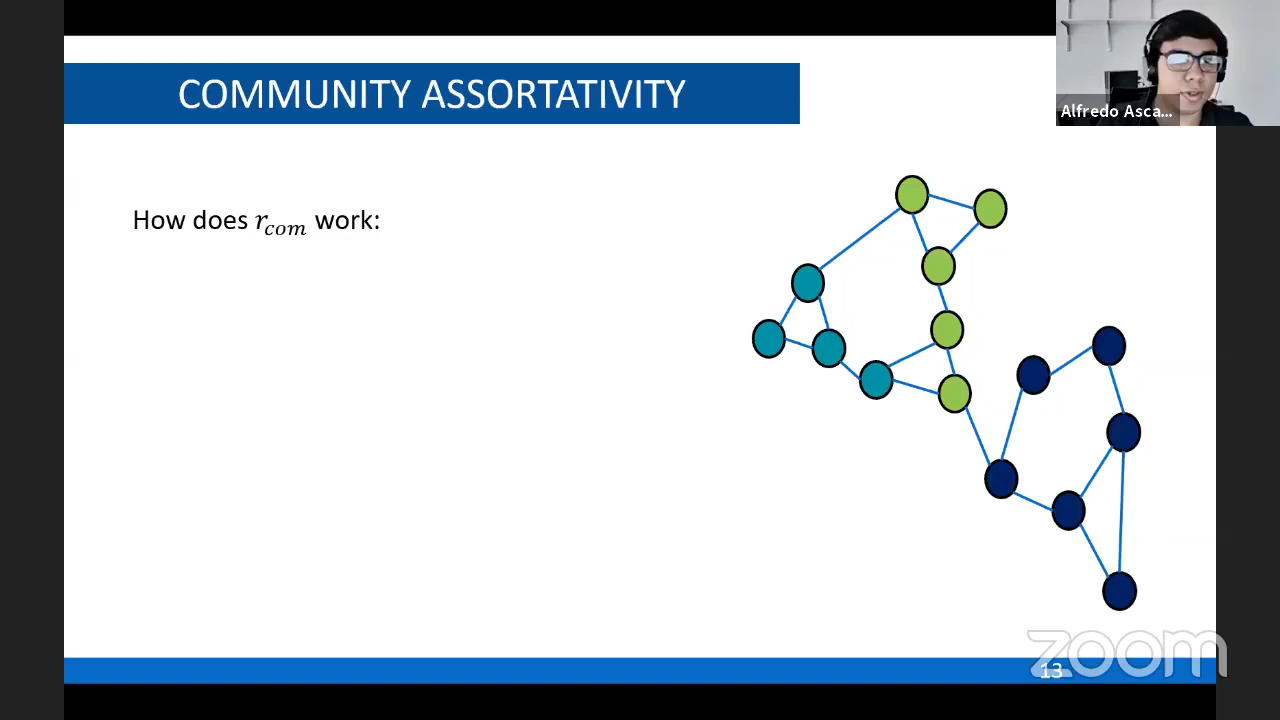 COMMUNITY ASSORTATIVITY
Alfredo Asca...
How does r_com work:
zoom
13